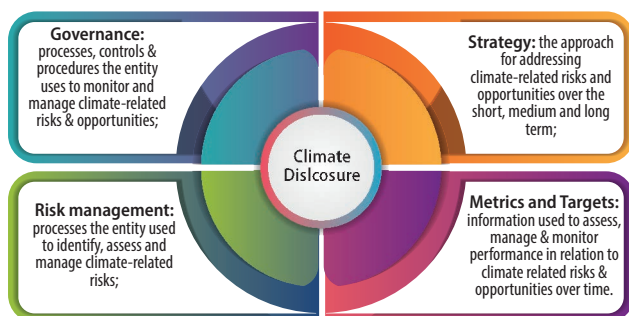 Governance:
processes, controls &
procedures the entity
uses to monitor and
manage climate-related
risks & opportunities;
Strategy: the approach
for addressing
climate-related risks and
opportunities over the
short, medium and long
term;
Climate
Dislcosure
Risk management:
processes the entity used
to identify, assess and
manage climate-related
risks;
Metrics and Targets:
information used to assess,
manage & monitor
performance in relation to
climate related risks &
opportunities over time.